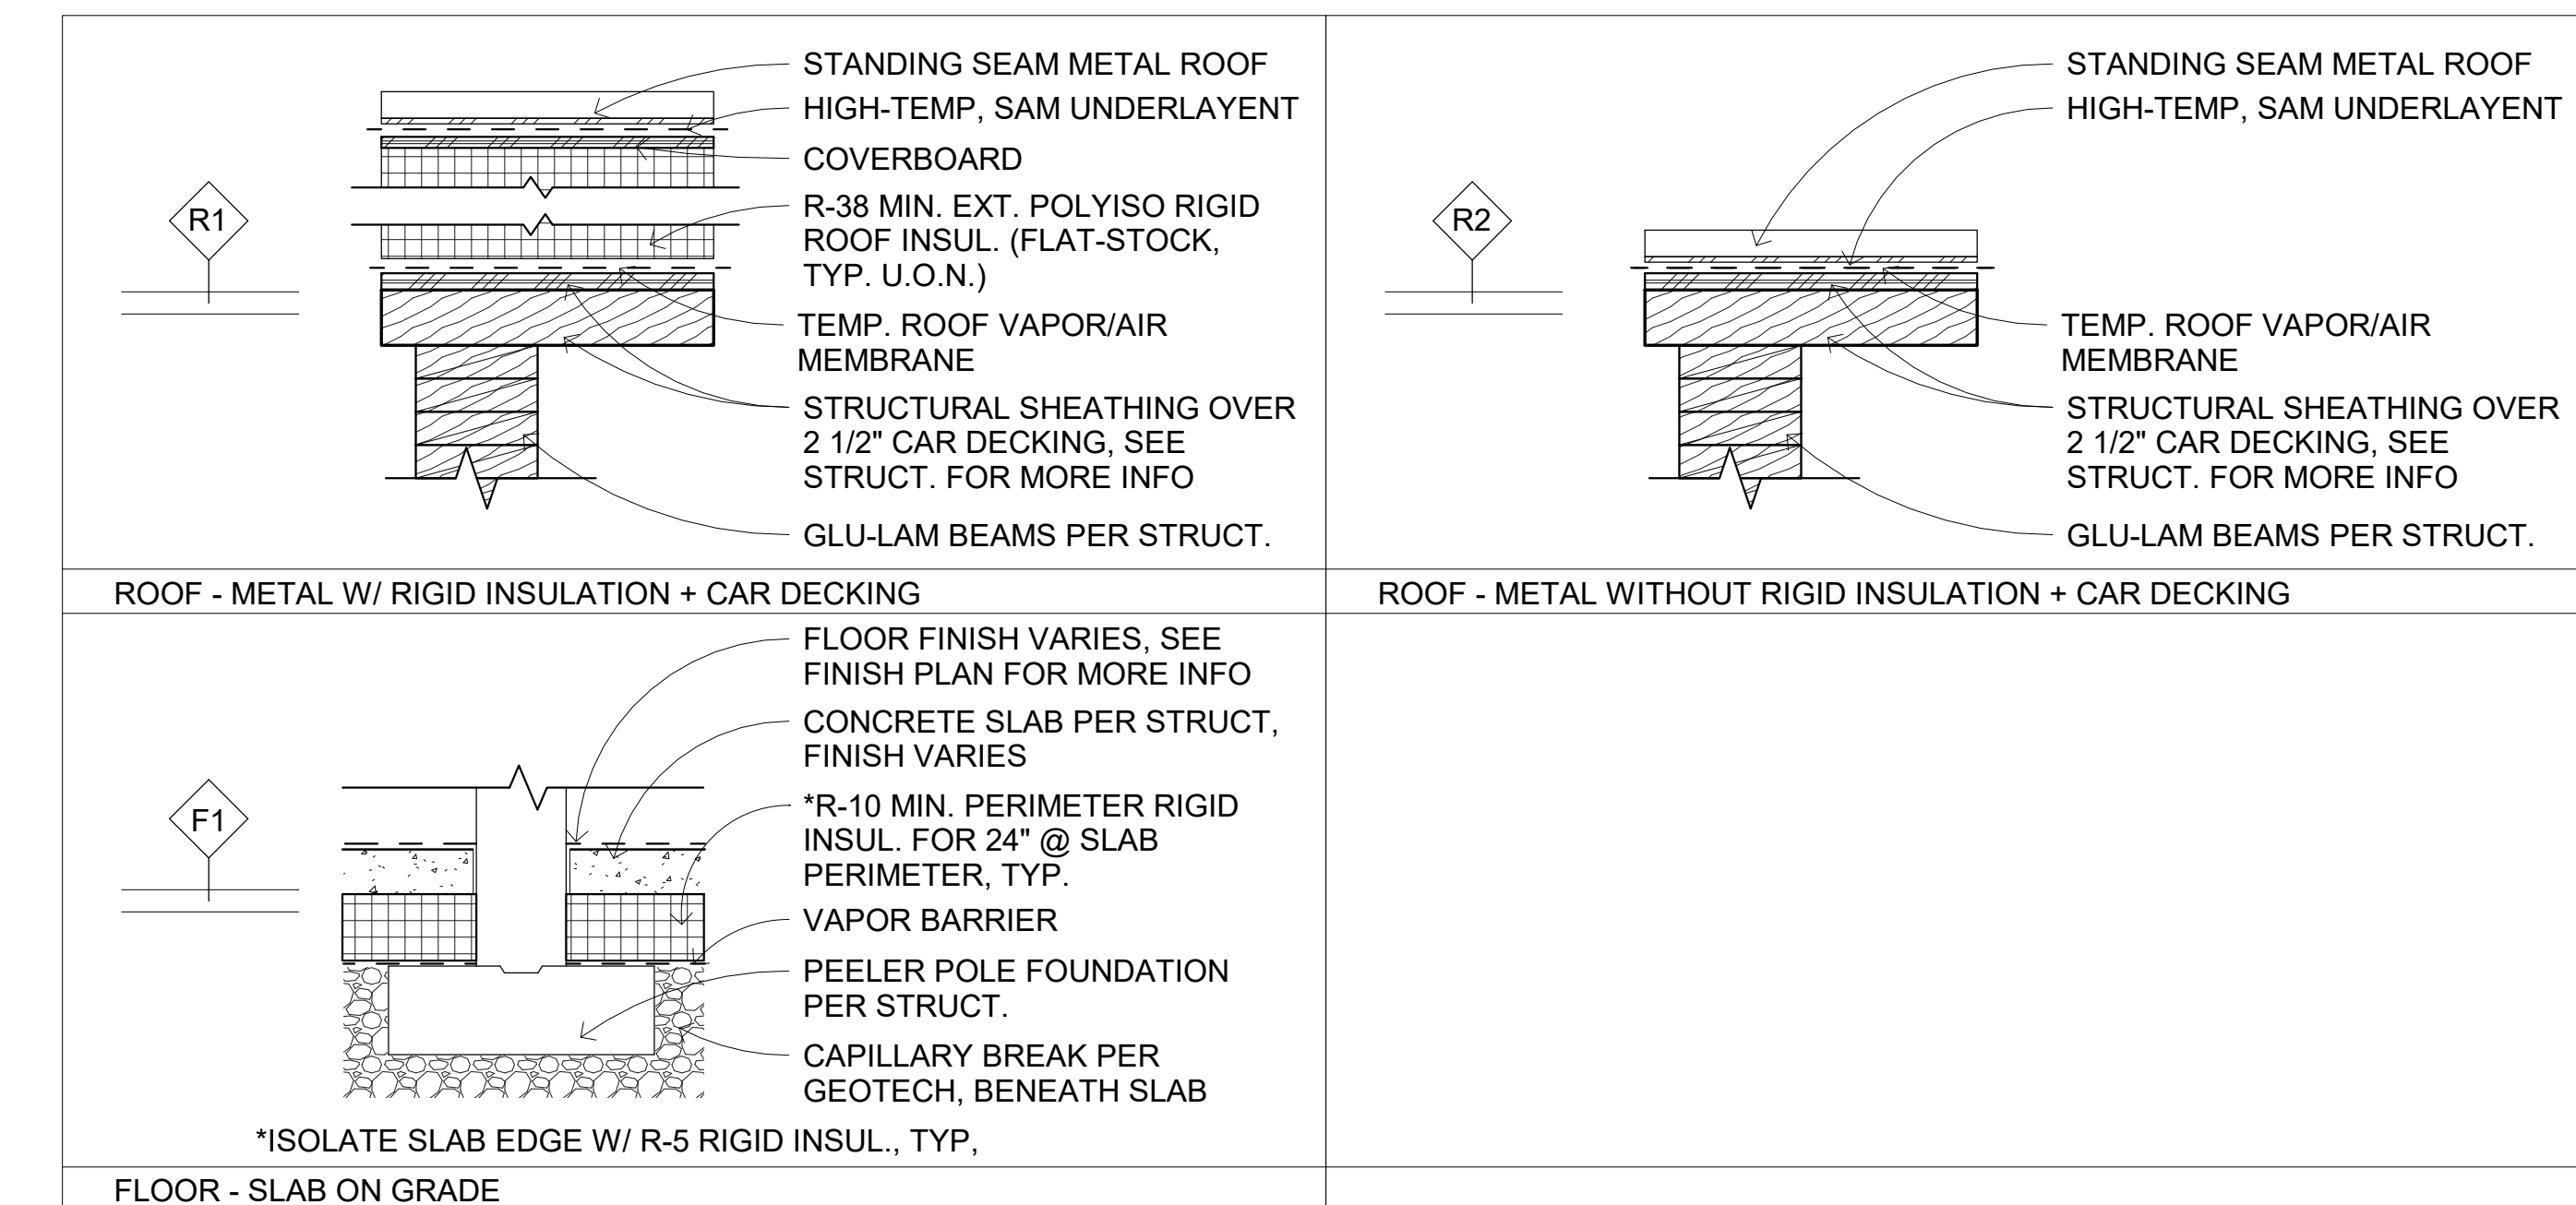 STANDING SEAM METAL ROOF
HIGH-TEMP, SAM UNDERLAYENT
COVERBOARD
R1
R-38 MIN. EXT. POLYISO RIGID
ROOF INSUL. (FLAT-STOCK,
TYP. U.O.N.)
TEMP. ROOF VAPOR/AIR
MEMBRANE
STRUCTURAL SHEATHING OVER
2 1/2" CAR DECKING, SEE
STRUCT. FOR MORE INFO
GLU-LAM BEAMS PER STRUCT.
ROOF - METAL W/ RIGID INSULATION + CAR DECKING
STANDING SEAM METAL ROOF
HIGH-TEMP, SAM UNDERLAYENT
R2
TEMP. ROOF VAPOR/AIR
MEMBRANE
STRUCTURAL SHEATHING OVER
2 1/2" CAR DECKING, SEE
STRUCT. FOR MORE INFO
GLU-LAM BEAMS PER STRUCT.
ROOF - METAL WITHOUT RIGID INSULATION + CAR DECKING
FLOOR FINISH VARIES, SEE
FINISH PLAN FOR MORE INFO
CONCRETE SLAB PER STRUCT,
FINISH VARIES
F1
*R-10 MIN. PERIMETER RIGID
INSUL. FOR 24" @ SLAB
PERIMETER, TYP.
VAPOR BARRIER
PEELER POLE FOUNDATION
PER STRUCT.
CAPILLARY BREAK PER
GEOTECH, BENEATH SLAB
*ISOLATE SLAB EDGE W/ R-5 RIGID INSUL., TYP,
FLOOR - SLAB ON GRADE